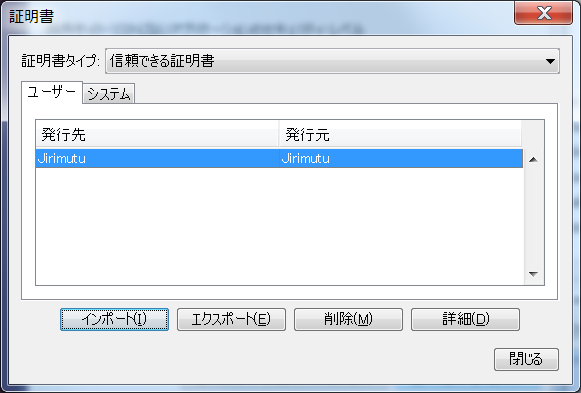 証明書
証明書タイプ: 信頼できる証明書
ユーザー システム
発行先 発行元
Jirimutu Jirimutu
インポート(I) エクスポート(E) 削除(M) 詳細(D)
閉じる